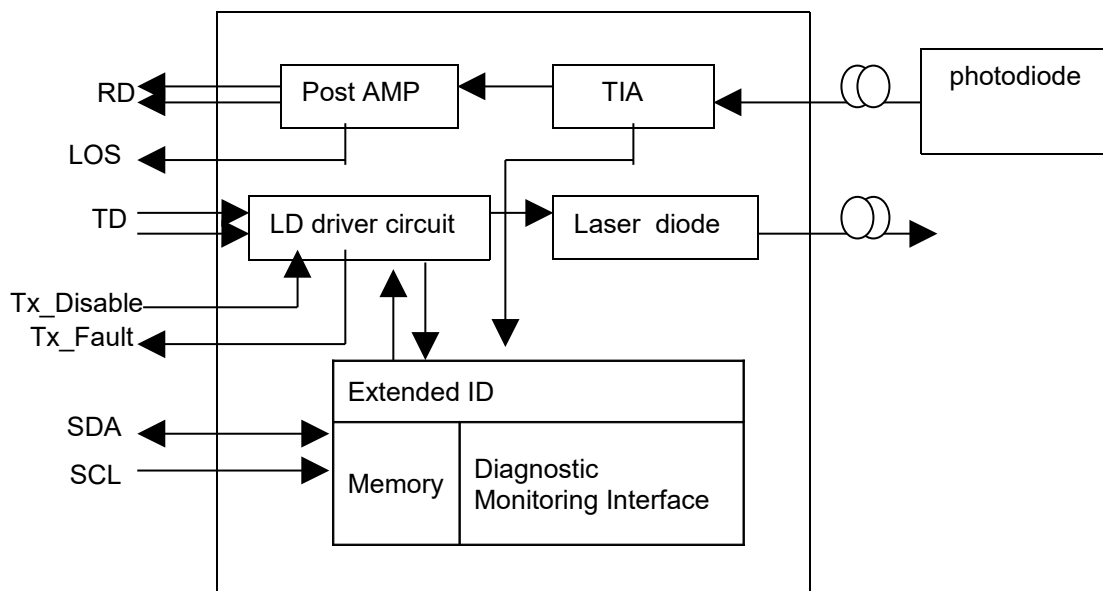 photodiode
RD
Post AMP
TIA
LOS
TD
LD driver circuit
Laser diode
Tx_Disable
Tx_Fault
Extended ID
SDA
SCL
Memory
Diagnostic
Monitoring Interface